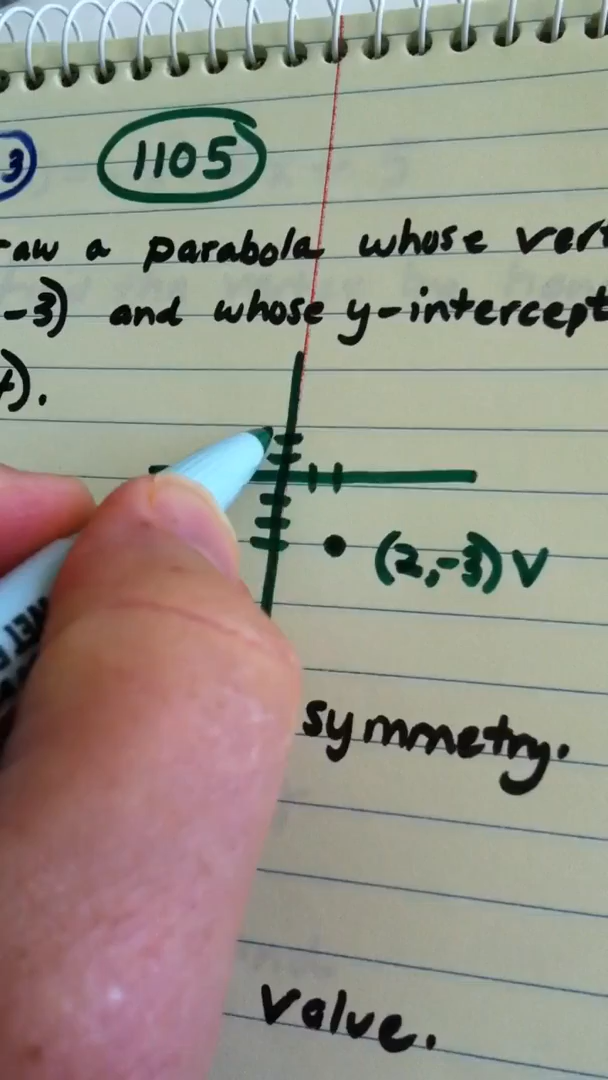 3 1105
raw a parabola whose vert
-3) and whose y-intercept
).
(2,-3) V
symmetry.
value.